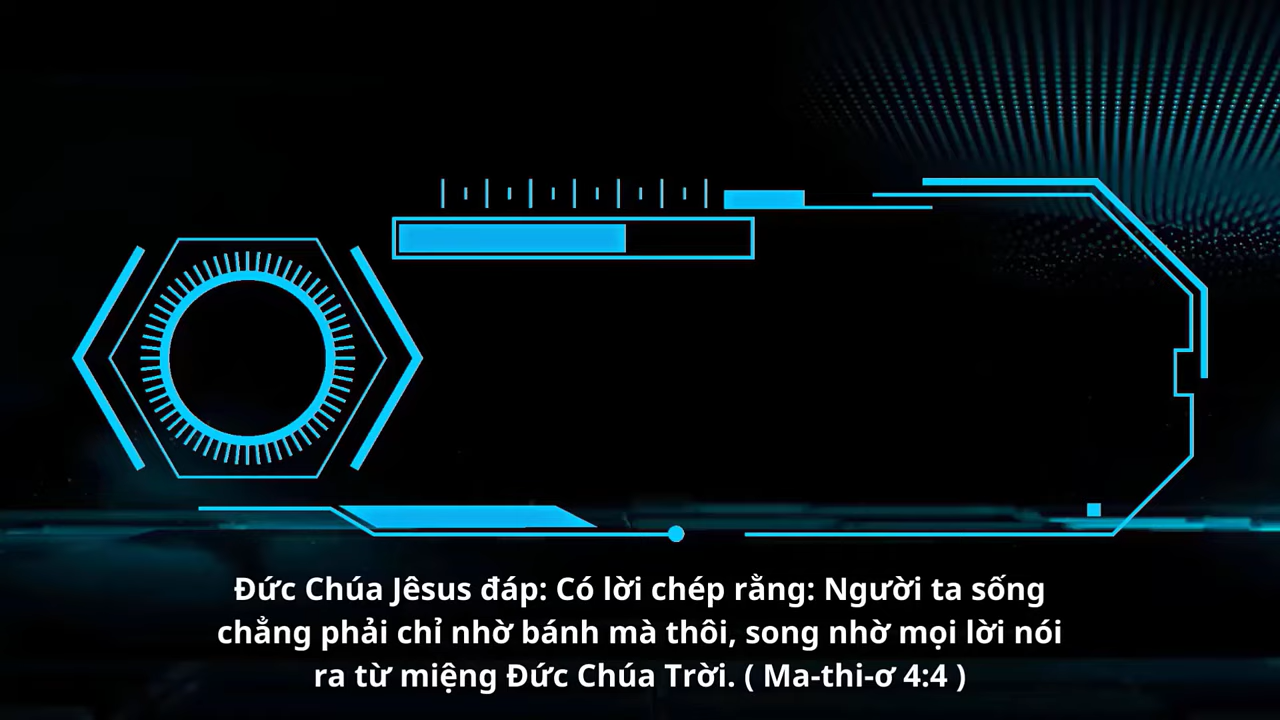 Đức Chúa Jêsus đáp: Có lời chép rằng: Người ta sống
chẳng phải chỉ nhờ bánh mà thôi, song nhờ mọi lời nói
ra từ miệng Đức Chúa Trời. ( Ma-thi-ơ 4:4 )